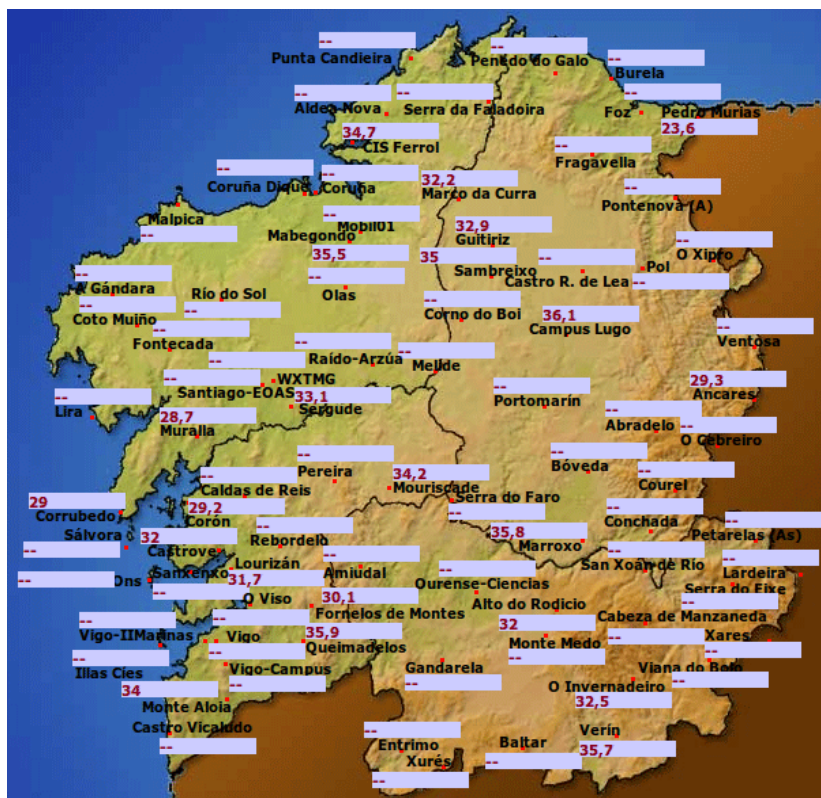 --
Punta Candieira
--
Penedo do Galo
--
Burela
--
Aldea Nova
--
Serra da Faladoira
--
Foz
Pedro Murias
23,6
34,7
CIS Ferrol
--
Fragavella
--
Coruña Dique
--
Coruña
32,2
Marco da Curra
--
Pontenova (A)
Malpica
--
--
Mobil01
Mabegondo
35,5
32,9
Guitiriz
35
Sambreixo
--
Castro R. de Lea
Pol
--
--
O Xipro
--
A Gándara
--
Coto Muiño
Río do Sol
--
--
Olas
--
Corno do Boi
36,1
Campus Lugo
--
Ventosa
--
Fontecada
--
Raído-Arzúa
--
Melide
--
WXTMG
Santiago-EOAS
33,1
Sergude
--
Portomarín
29,3
Ancares
--
Lira
28,7
Muralla
--
Abradelo
--
O Cebreiro
--
Pereira
34,2
Mouriscade
--
Bóveda
--
Courel
--
Caldas de Reis
Serra do Faro
--
29
Corrubedo
29,2
Corón
--
Conchada
--
Petarelas (As)
Sálvora
--
32
Castrove
--
Rebordelo
35,8
Marroxo
--
San Xoán de Río
--
Lardeira
--
Ons
Sanxenxo
--
Lourizán
31,7
--
Amiudal
--
Ourense-Ciencias
Serra do Eixe
--
O Viso
--
30,1
Fornelos de Montes
--
Alto do Rodicio
--
Cabeza de Manzaneda
--
Vigo-IIMarinas
Vigo
--
35,9
Queimadelos
32
Monte Medo
--
Xares
--
--
Illas Cíes
Vigo-Campus
--
Gandarela
--
Viana do Bolo
--
34
Monte Aloia
O Invernadeiro
32,5
Castro Vicaludo
--
--
Entrimo
Xurés
--
Baltar
--
Verín
35,7